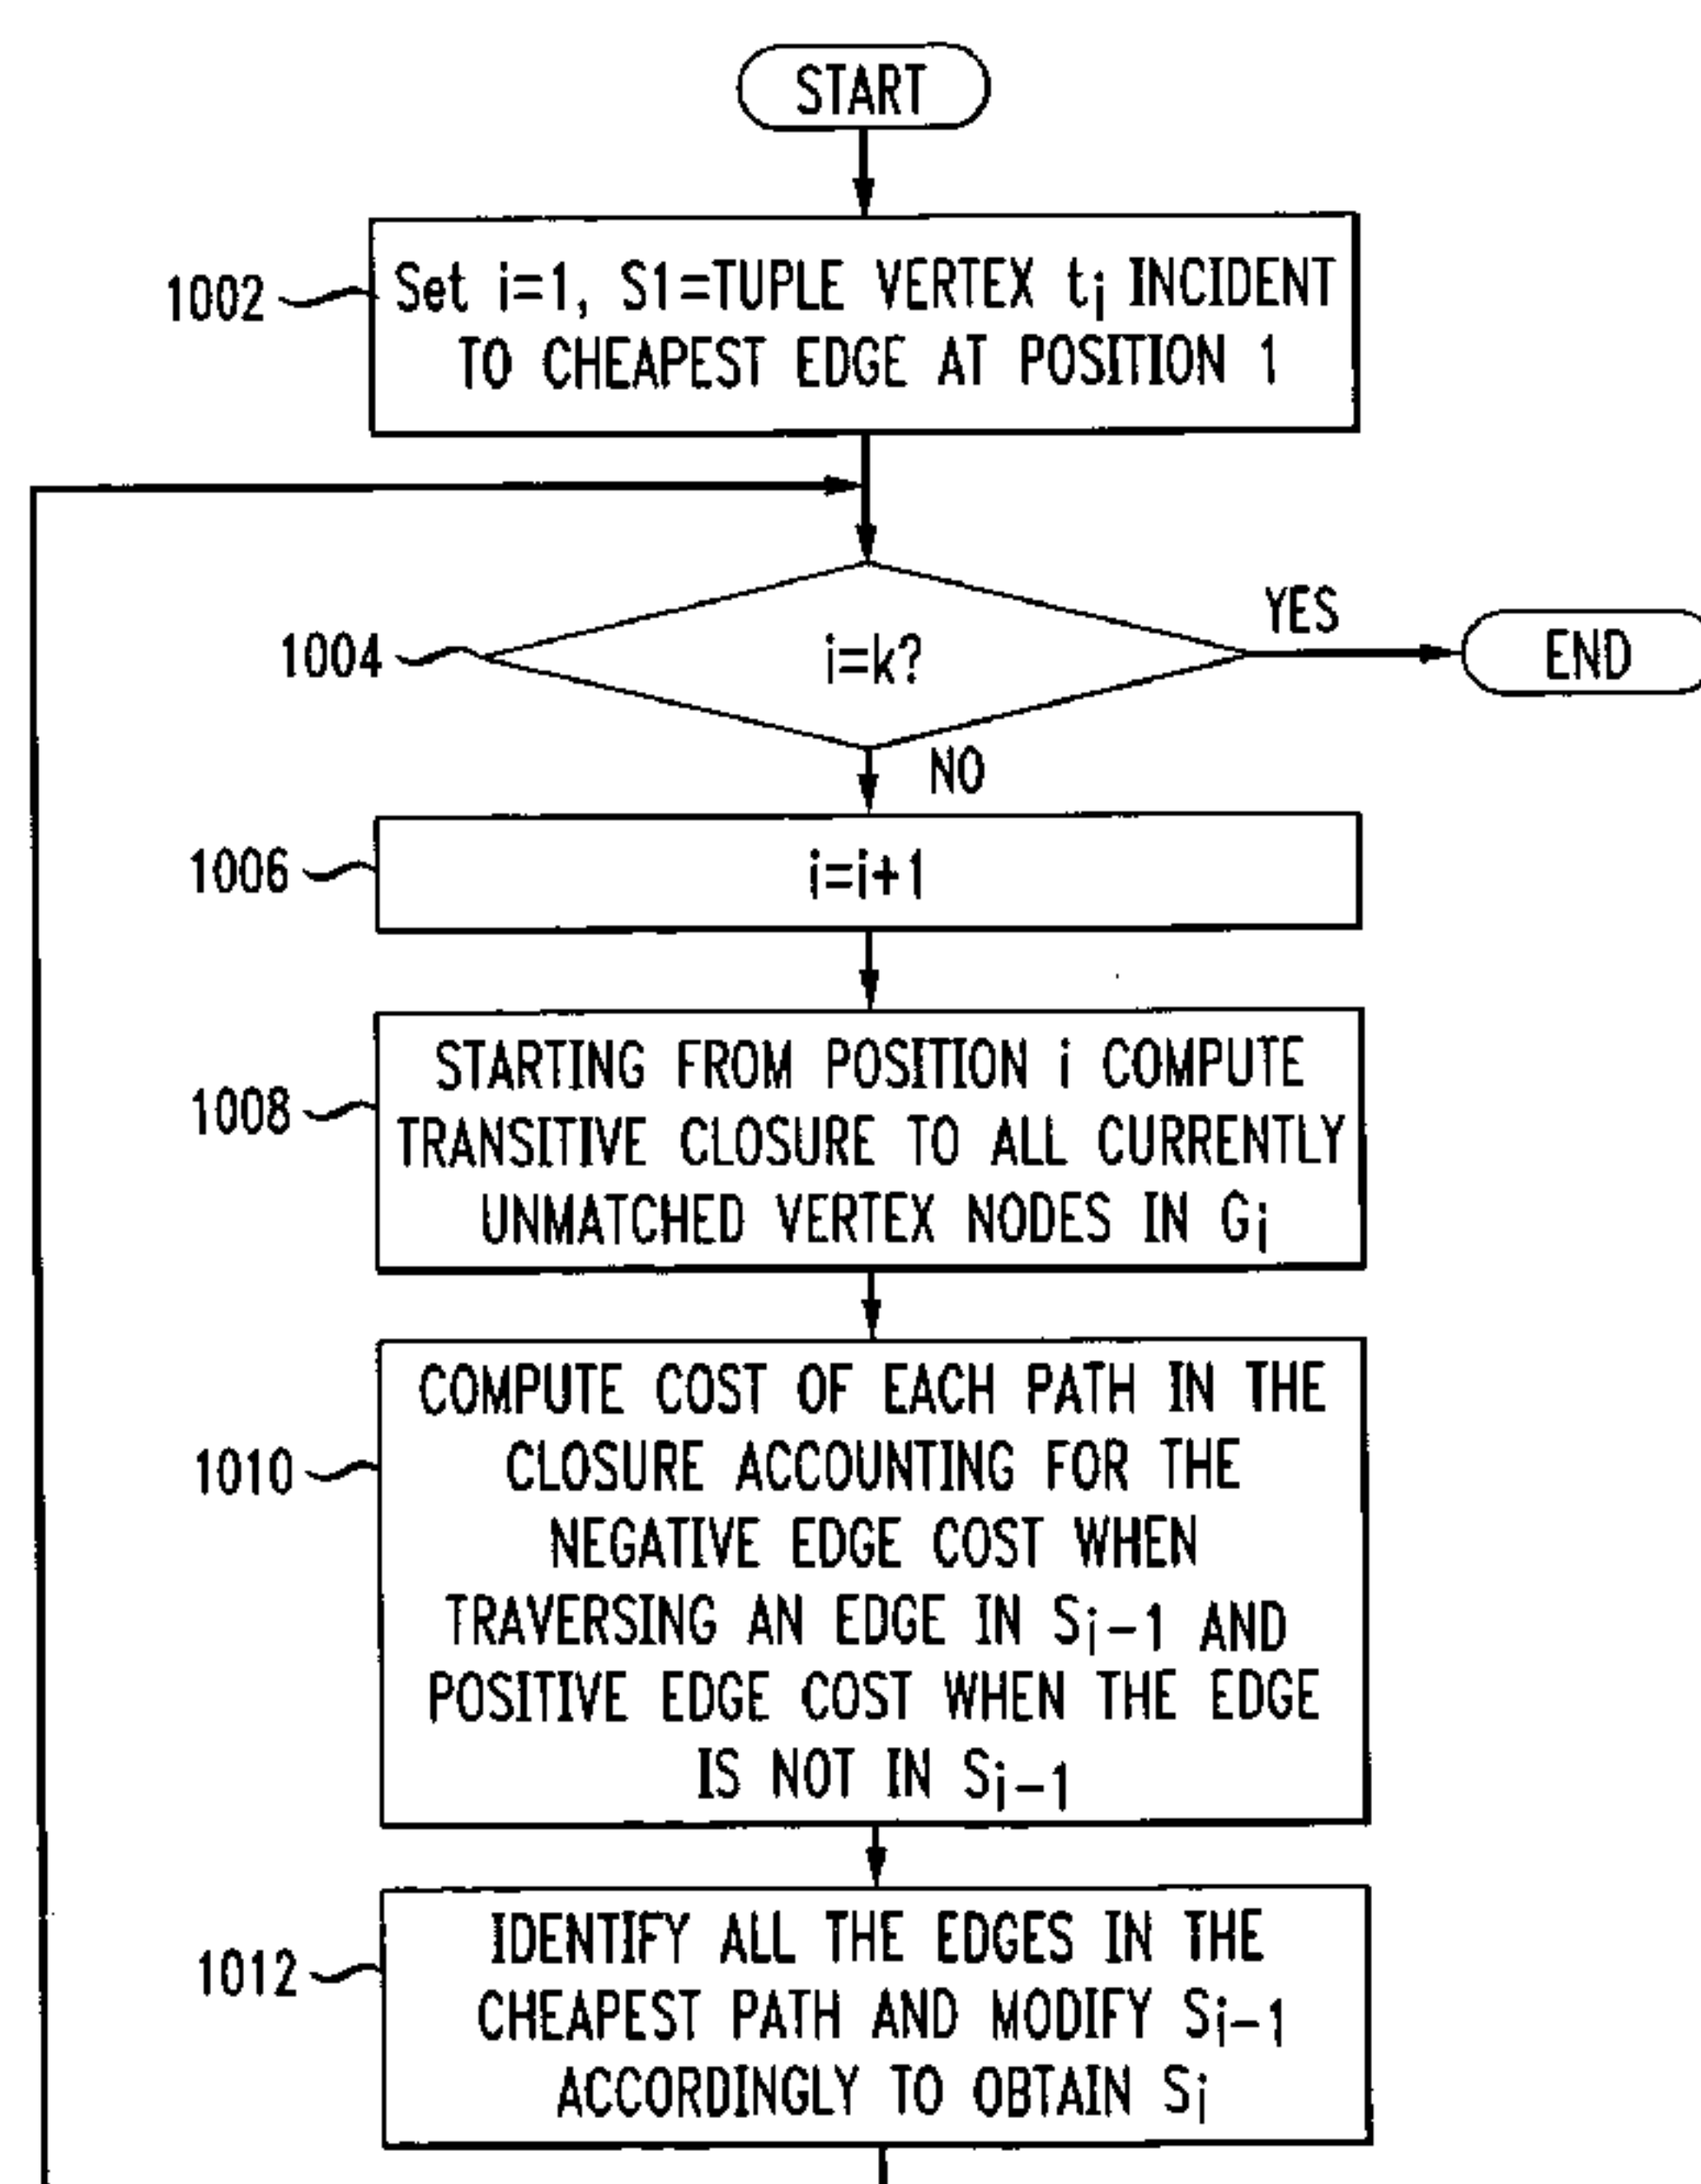 START
1002
Set i=1, S1=TUPLE VERTEX ti INCIDENT
TO CHEAPEST EDGE AT POSITION 1
1004
i=k?
YES
END
NO
1006
i=i+1
1008
STARTING FROM POSITION i COMPUTE
TRANSITIVE CLOSURE TO ALL CURRENTLY
UNMATCHED VERTEX NODES IN Gi
1010
COMPUTE COST OF EACH PATH IN THE
CLOSURE ACCOUNTING FOR THE
NEGATIVE EDGE COST WHEN
TRAVERSING AN EDGE IN Si-1 AND
POSITIVE EDGE COST WHEN THE EDGE
IS NOT IN Si-1
1012
IDENTIFY ALL THE EDGES IN THE
CHEAPEST PATH AND MODIFY Si-1
ACCORDINGLY TO OBTAIN Si